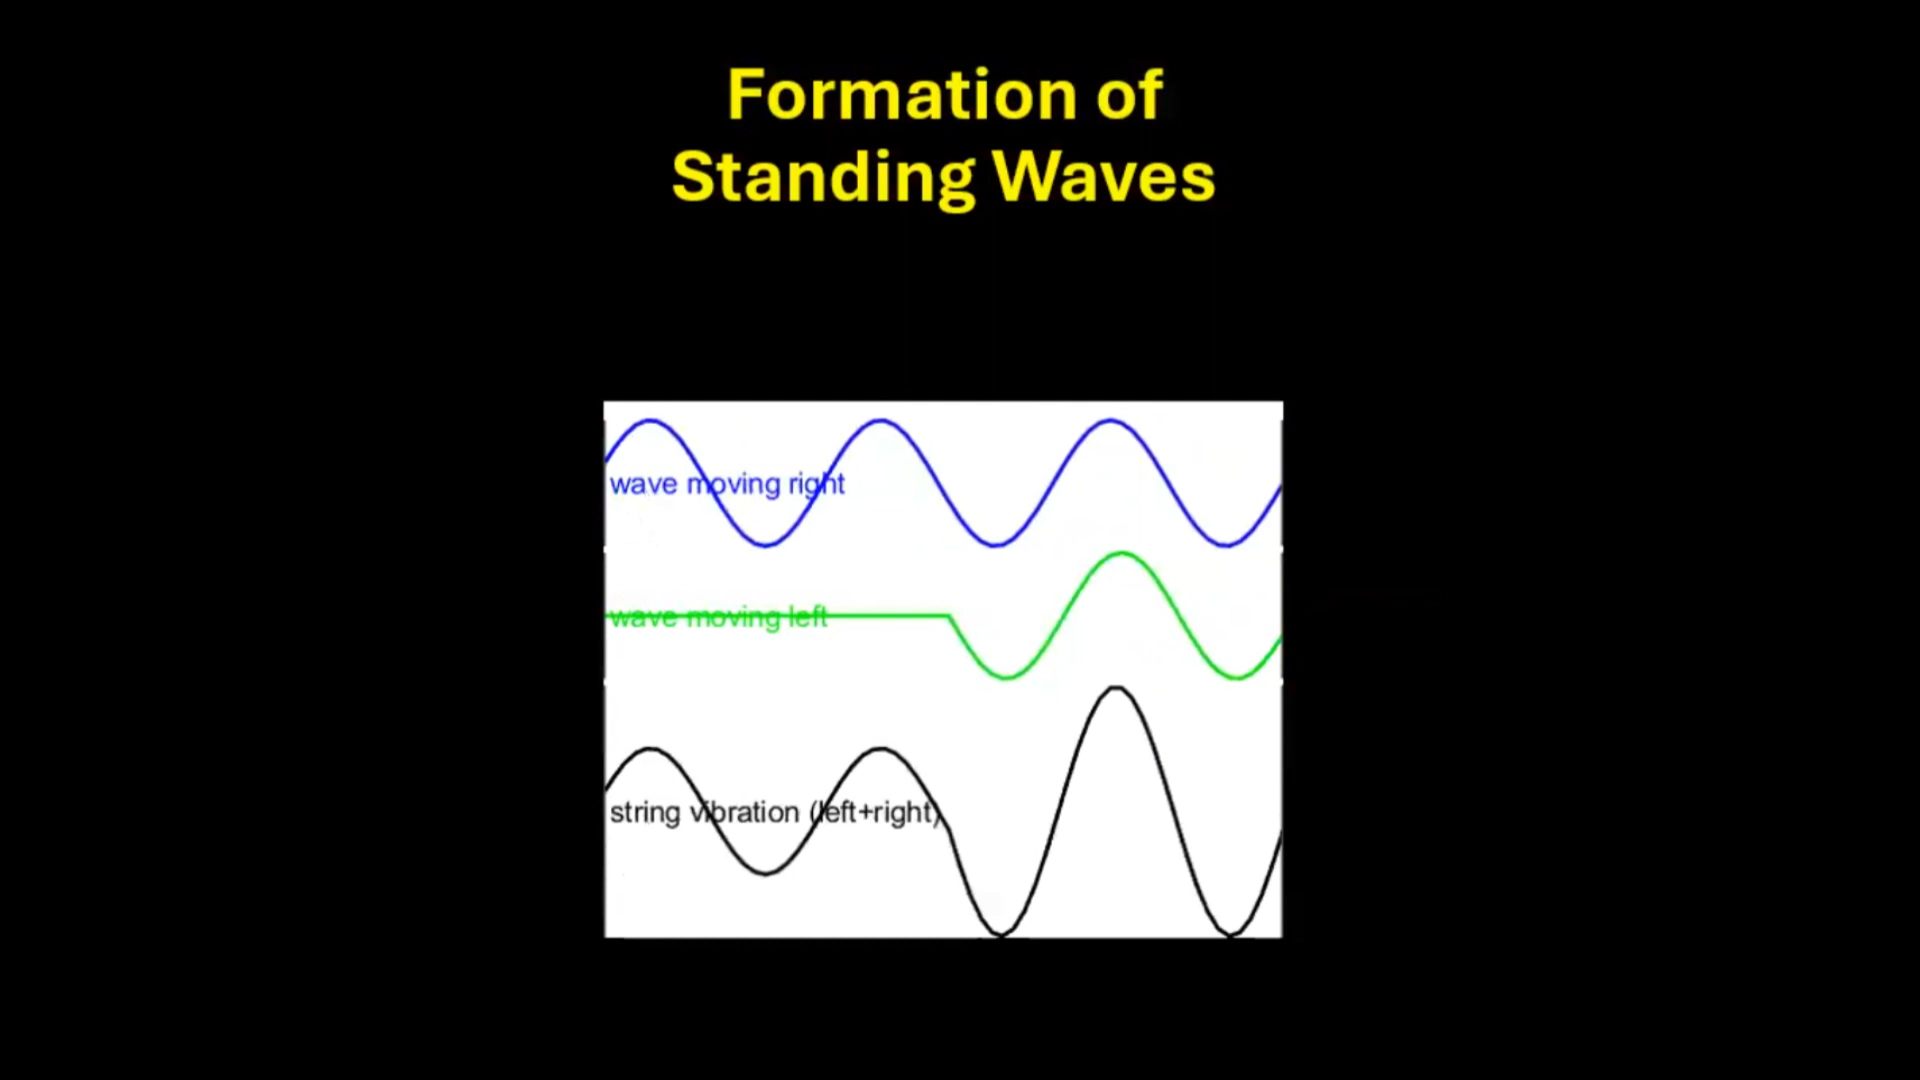 Formation of
Standing Waves
wave moving right
wave moving left
string vibration (left+right)